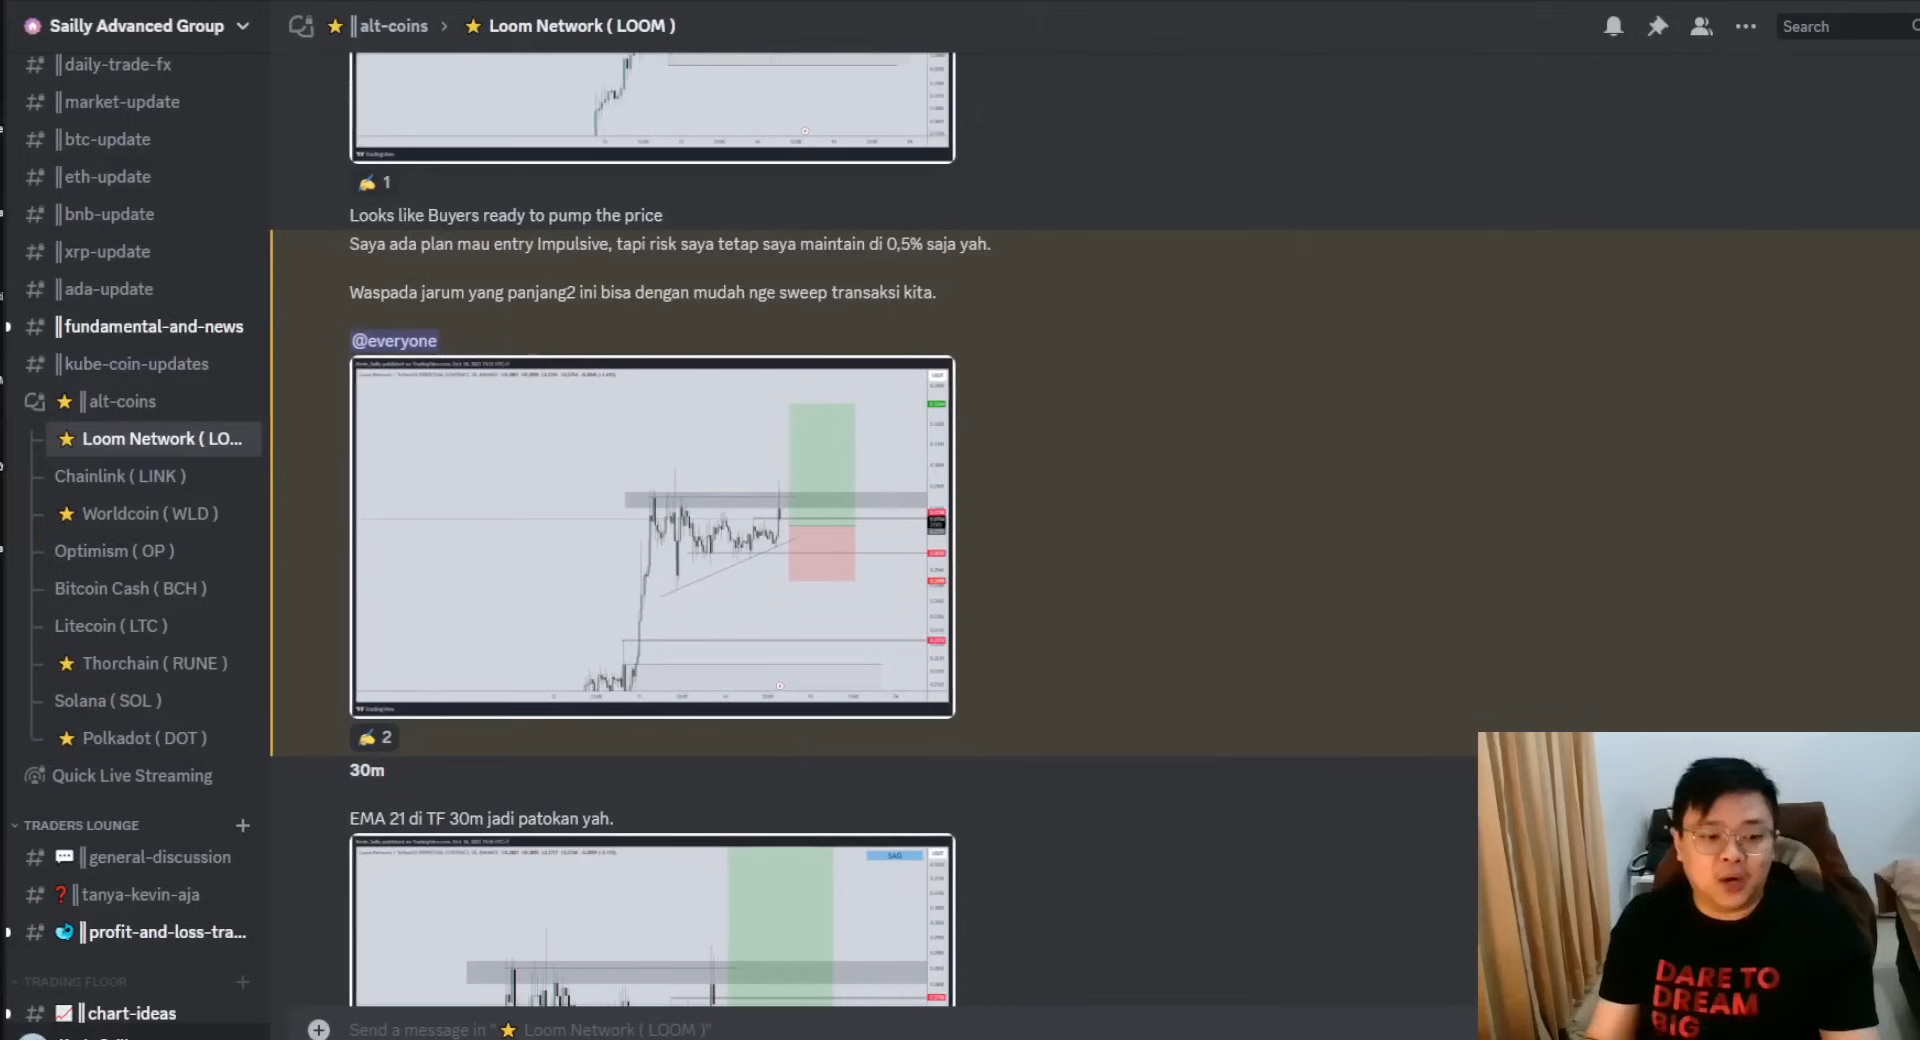 Sailly Advanced Group
alt-coins
Loom Network ( LOOM )
Search
daily-trade-fx
market-update
btc-update
eth-update
bnb-update
xrp-update
ada-update
fundamental-and-news
kube-coin-updates
alt-coins
Loom Network ( LO...
Chainlink ( LINK )
Worldcoin ( WLD )
Optimism ( OP )
Bitcoin Cash ( BCH )
Litecoin ( LTC )
Thorchain ( RUNE )
Solana ( SOL )
Polkadot ( DOT )
Quick Live Streaming
TRADERS LOUNGE
general-discussion
tanya-kevin-aja
profit-and-loss-tra...
TRADING FLOOR
chart-ideas
TradingView
1
Looks like Buyers ready to pump the price
Saya ada plan mau entry Impulsive, tapi risk saya tetap saya maintain di 0,5% saja yah.
Waspada jarum yang panjang2 ini bisa dengan mudah nge sweep transaksi kita.
@everyone
TradingView
2
30m
EMA 21 di TF 30m jadi patokan yah.
SAG
Send a message in "⭐ Loom Network ( LOOM )"
DARE TO
DREAM
BIG